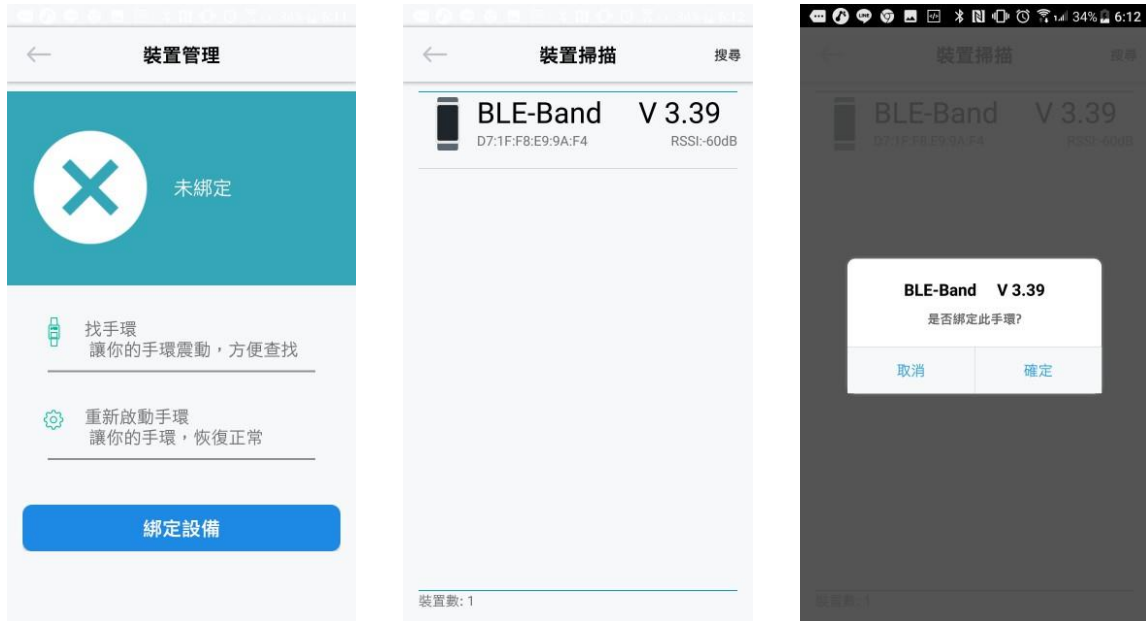 裝置管理
未綁定
找手環
讓你的手環震動，方便查找
重新啟動手環
讓你的手環，恢復正常
綁定設備
裝置掃描
搜尋
BLE-Band V 3.39
D7:1F:F8:E9:9A:F4 RSSI:-60dB
裝置數: 1
34% 6:12
裝置掃描
搜尋
BLE-Band V 3.39
D7:1F:F8:E9:9A:F4 RSSI:-60dB
BLE-Band V 3.39
是否綁定此手環?
取消 確定
裝置數: 1